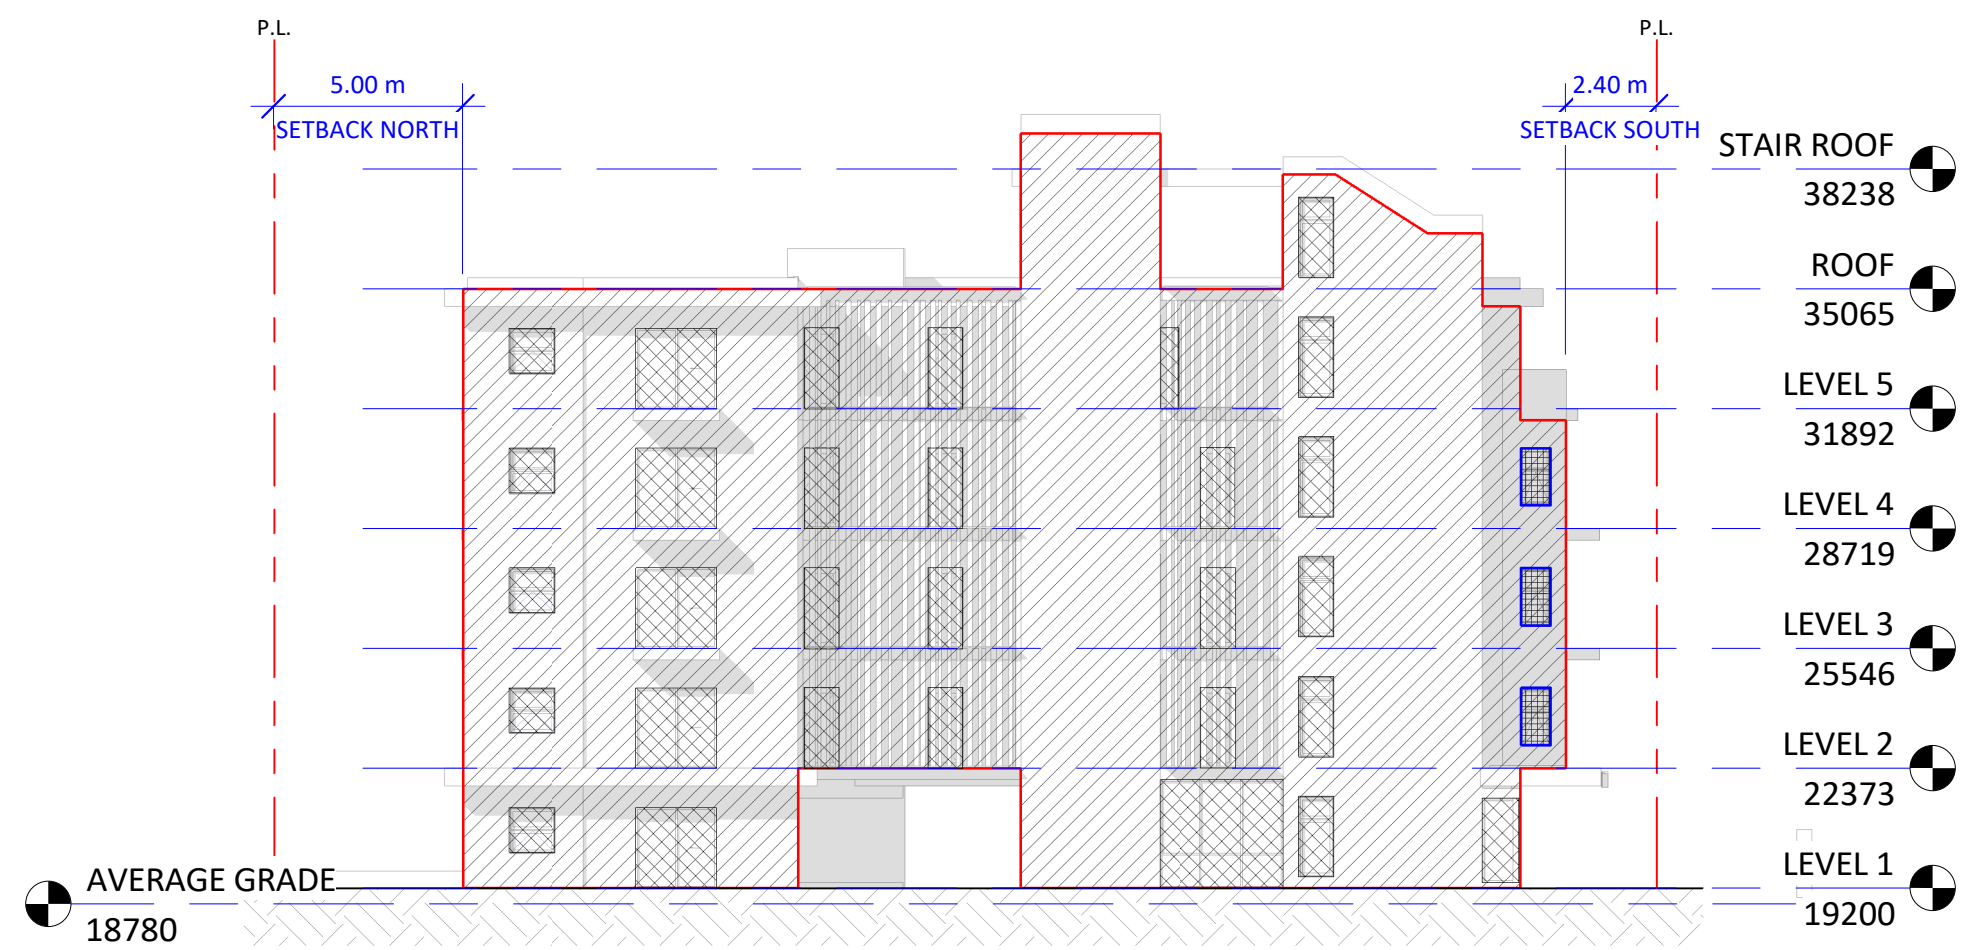 P.L.
P.L.
5.00 m
SETBACK NORTH
2.40 m
SETBACK SOUTH
STAIR ROOF
38238
ROOF
35065
LEVEL 5
31892
LEVEL 4
28719
LEVEL 3
25546
LEVEL 2
22373
LEVEL 1
19200
AVERAGE GRADE
18780